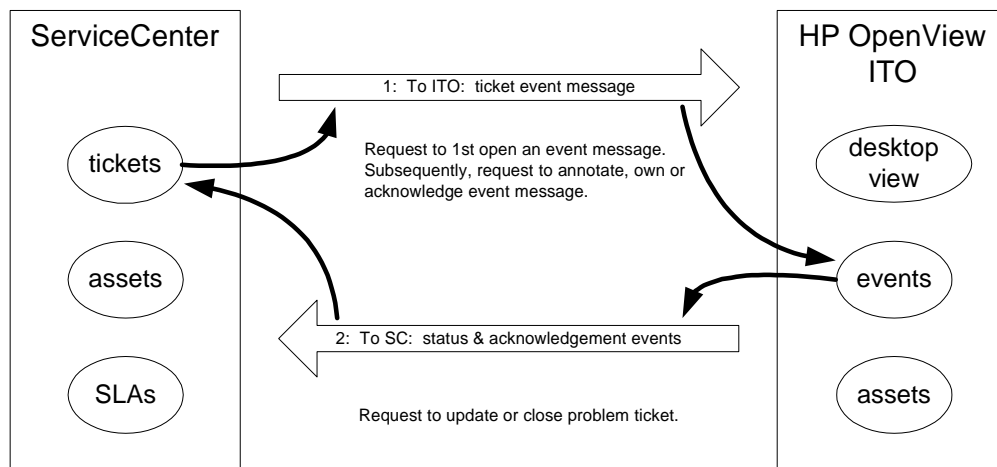 ServiceCenter
HP OpenView
ITO
1: To ITO: ticket event message
Request to 1st open an event message.
Subsequently, request to annotate, own or
acknowledge event message.
tickets
desktop
view
assets
events
2: To SC: status & acknowledgement events
SLAs
assets
Request to update or close problem ticket.